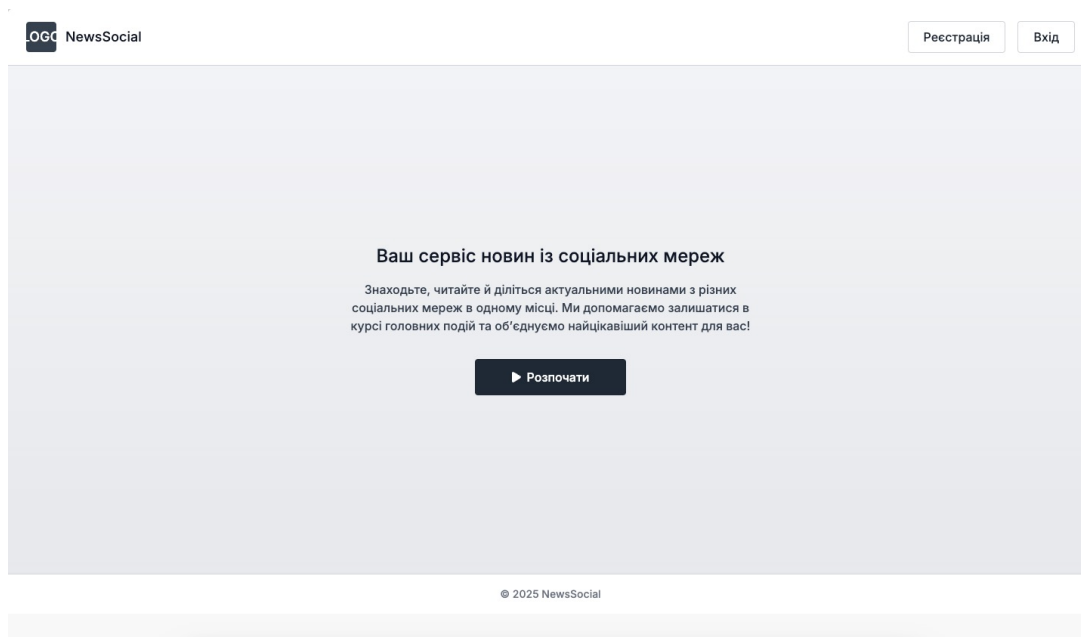 LOGO NewsSocial
Реєстрація Вхід
Ваш сервіс новин із соціальних мереж
Знаходьте, читайте й діліться актуальними новинами з різних
соціальних мереж в одному місці. Ми допомагаємо залишатися в
курсі головних подій та об’єднуємо найцікавіший контент для вас!
Розпочати
© 2025 NewsSocial